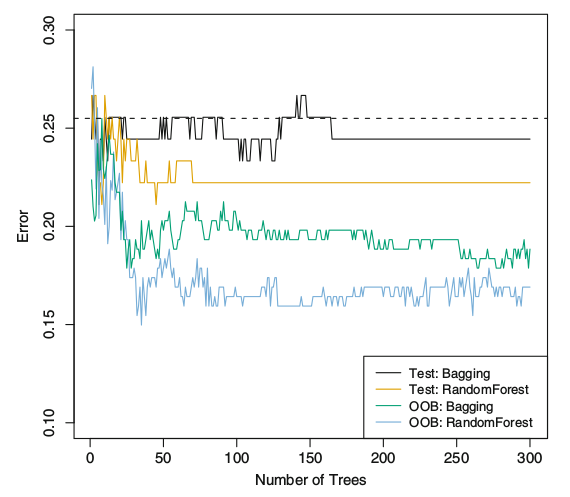 0.30
0.25
0.20
0.15
0.10
Error
0 50 100 150 200 250 300
Number of Trees
Test: Bagging
Test: RandomForest
OOB: Bagging
OOB: RandomForest